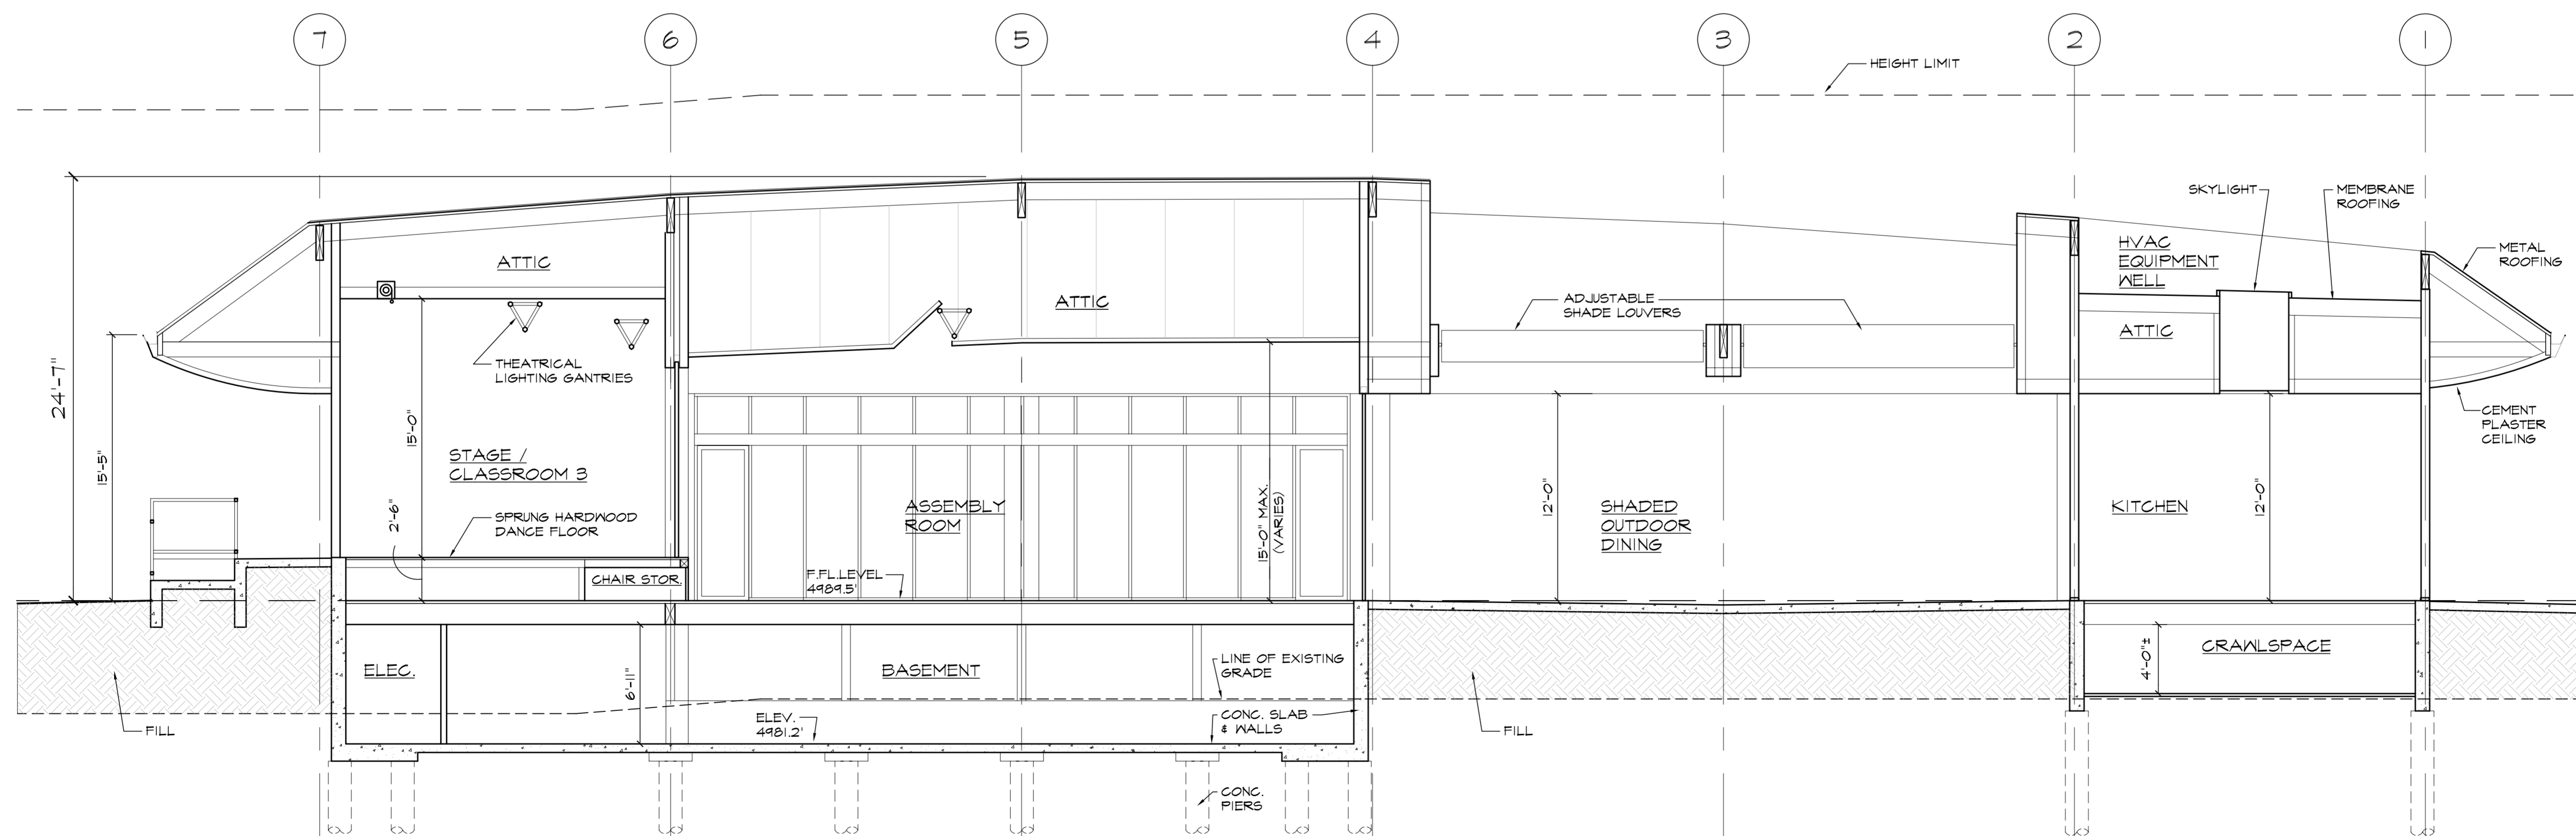 7
6
5
4
3
2
1
HEIGHT LIMIT
24'-7"
15'-5"
ATTIC
THEATRICAL
LIGHTING GANTRIES
15'-0"
STAGE /
CLASSROOM 3
2'-6"
SPRUNG HARDWOOD
DANCE FLOOR
CHAIR STOR.
ATTIC
ASSEMBLY
ROOM
F.FL.LEVEL
4989.5'
15'-0" MAX.
(VARIES)
ADJUSTABLE
SHADE LOUVERS
12'-0"
SHADED
OUTDOOR
DINING
HVAC
EQUIPMENT
WELL
SKYLIGHT
MEMBRANE
ROOFING
METAL
ROOFING
ATTIC
CEMENT
PLASTER
CEILING
KITCHEN
12'-0"
ELEC.
6'-11"
BASEMENT
LINE OF EXISTING
GRADE
ELEV.
4981.2'
CONC. SLAB
& WALLS
CONC.
PIERS
FILL
FILL
4'-0"±
CRAWLSPACE